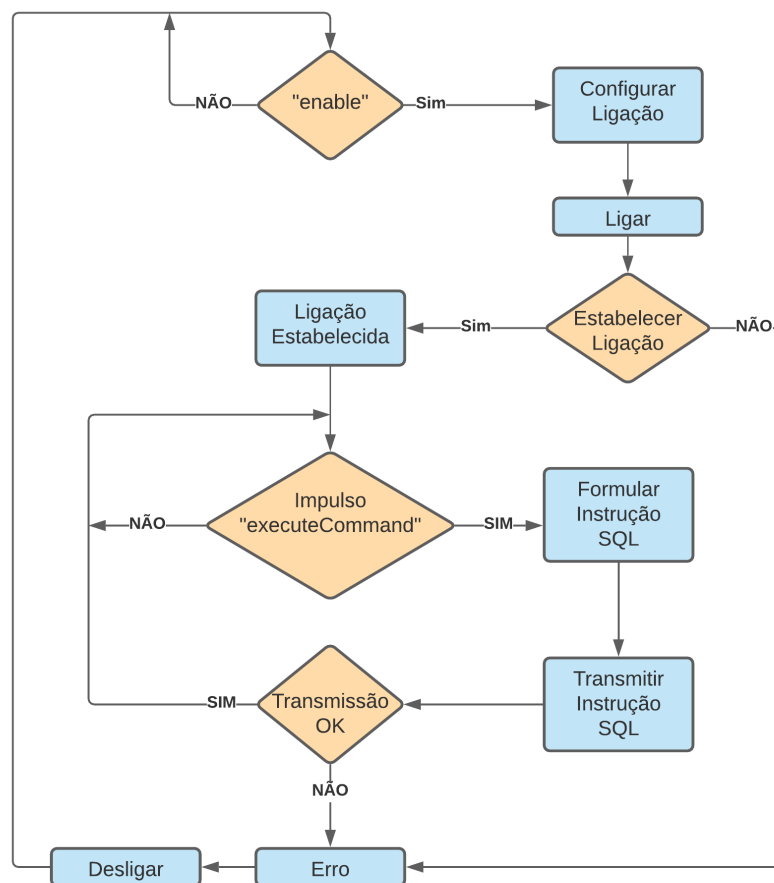 "enable"
NÃO
Sim
Configurar
Ligação
Ligar
Estabelecer
Ligação
Sim
NÃO
Ligação
Estabelecida
Impulso
"executeCommand"
NÃO
SIM
Formular
Instrução
SQL
Transmitir
Instrução
SQL
Transmissão
OK
SIM
NÃO
Erro
Desligar